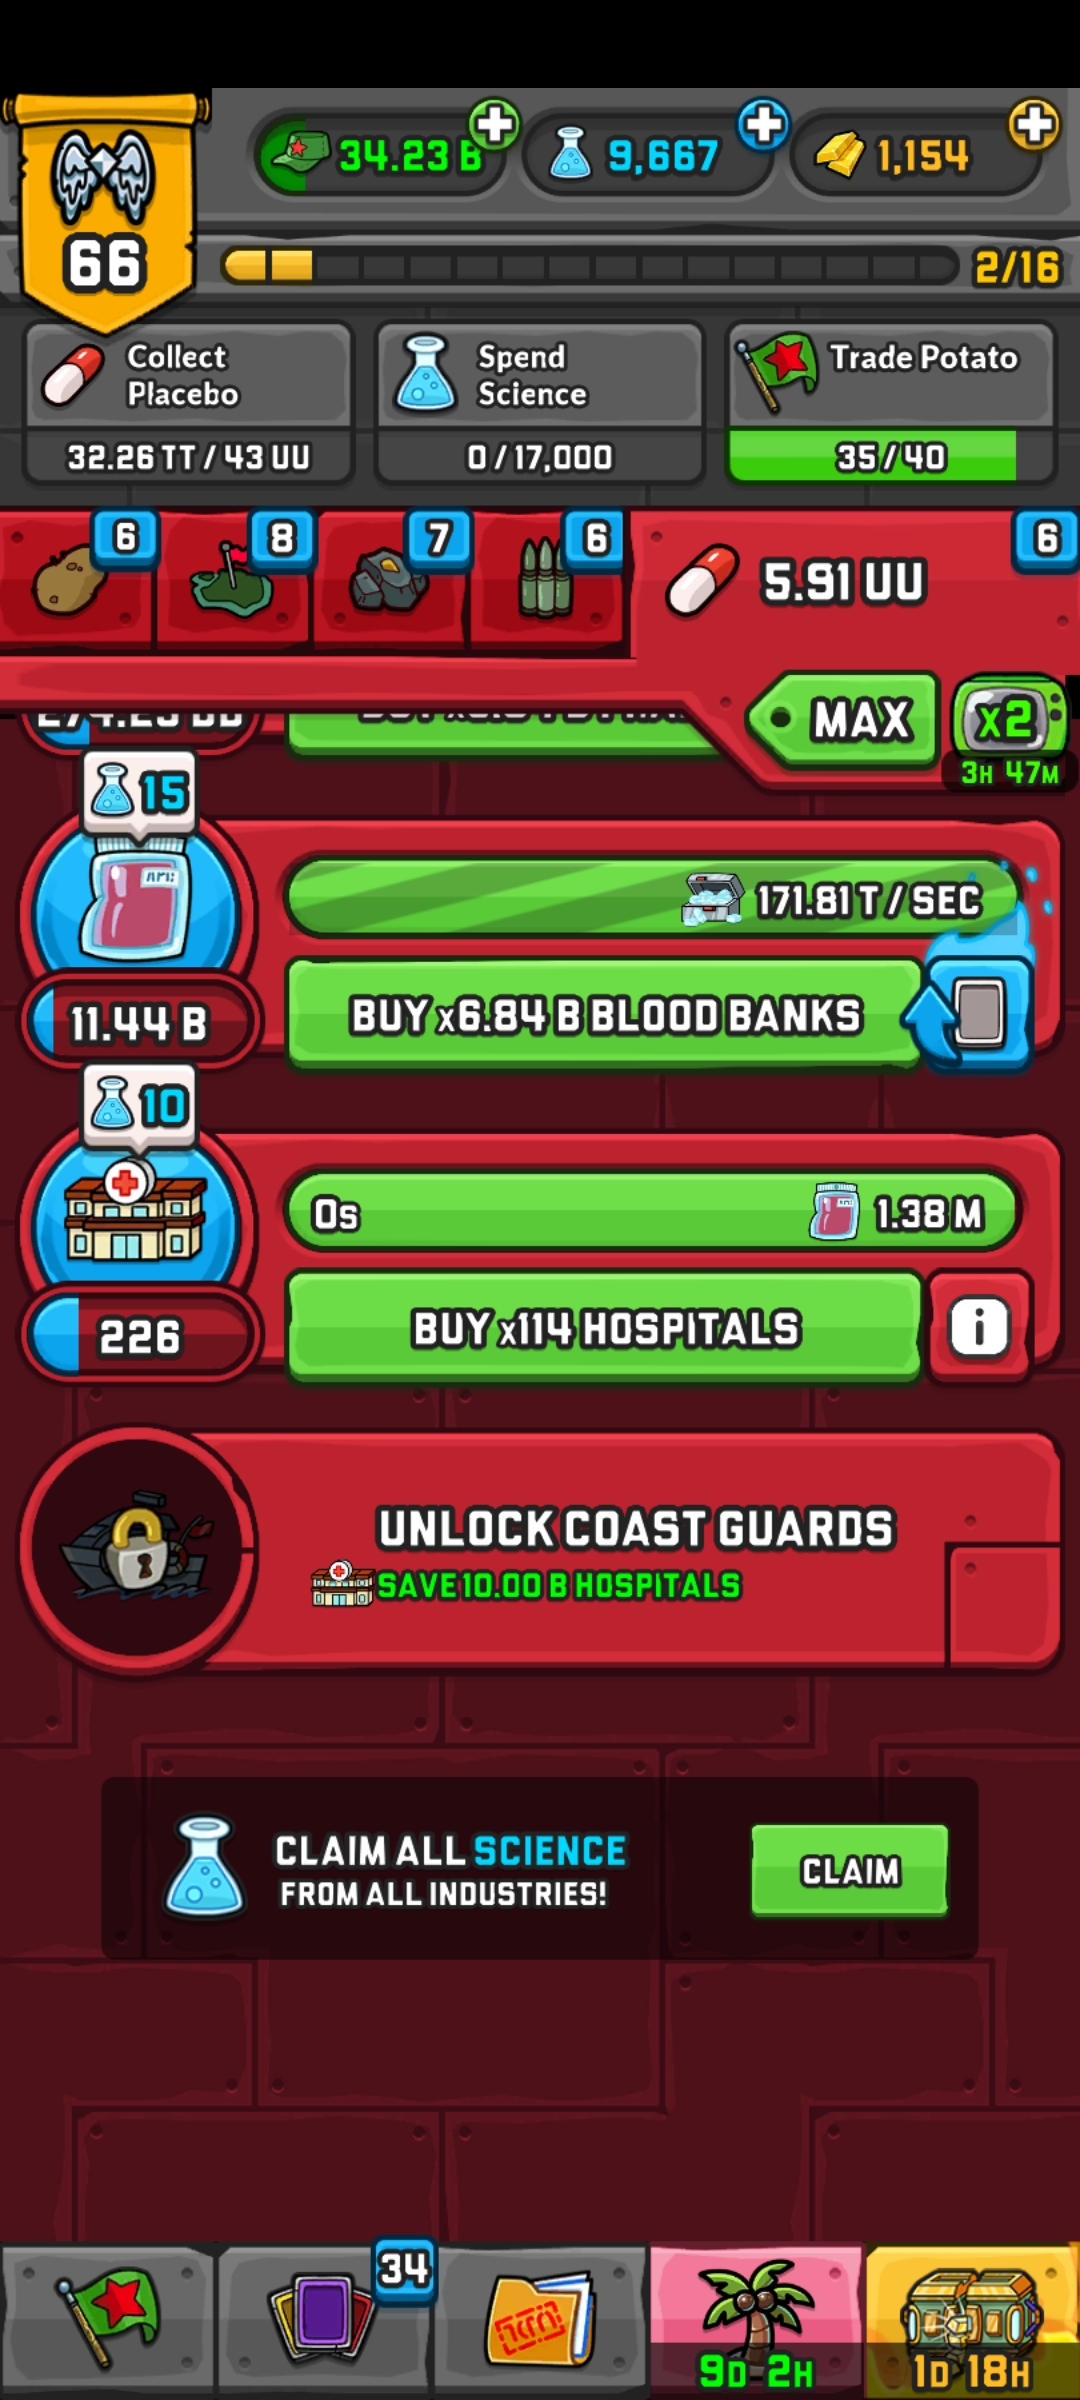 34.23 B
9,667
1,154
66
2/16
Collect
Placebo
Spend
Science
Trade Potato
32.26 TT / 43 UU
0 / 17,000
35 / 40
6
8
7
6
6
5.91 UU
MAX
x2
3H 47M
15
171.81 T / SEC
BUY x6.84 B BLOOD BANKS
11.44 B
10
0s
1.38 M
BUY x114 HOSPITALS
226
UNLOCK COAST GUARDS
SAVE 10.00 B HOSPITALS
CLAIM ALL SCIENCE
FROM ALL INDUSTRIES!
CLAIM
34
9D 2H
1D 18H